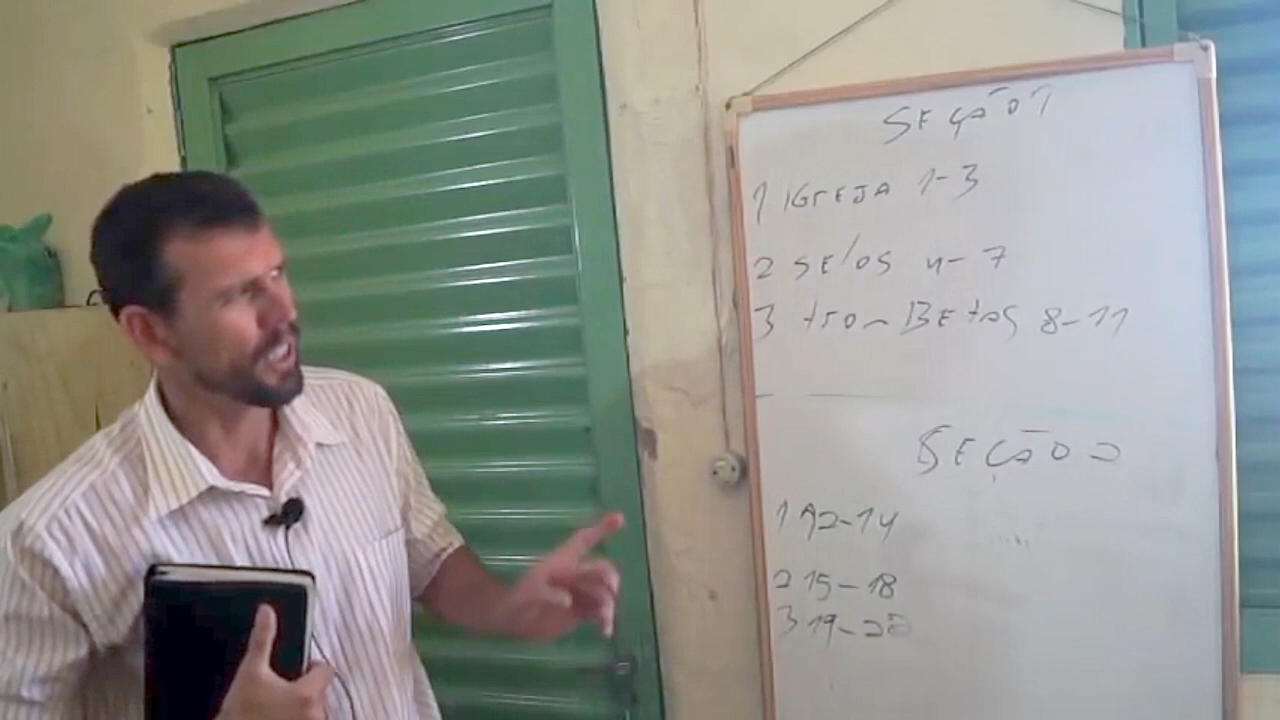 SEÇÃO 1
1 IGREJA 1-3
2 SElOS 4-7
3 tromBEtAS 8-11
SEÇÃO 2
1 12-14
2 15-18
3 19-22